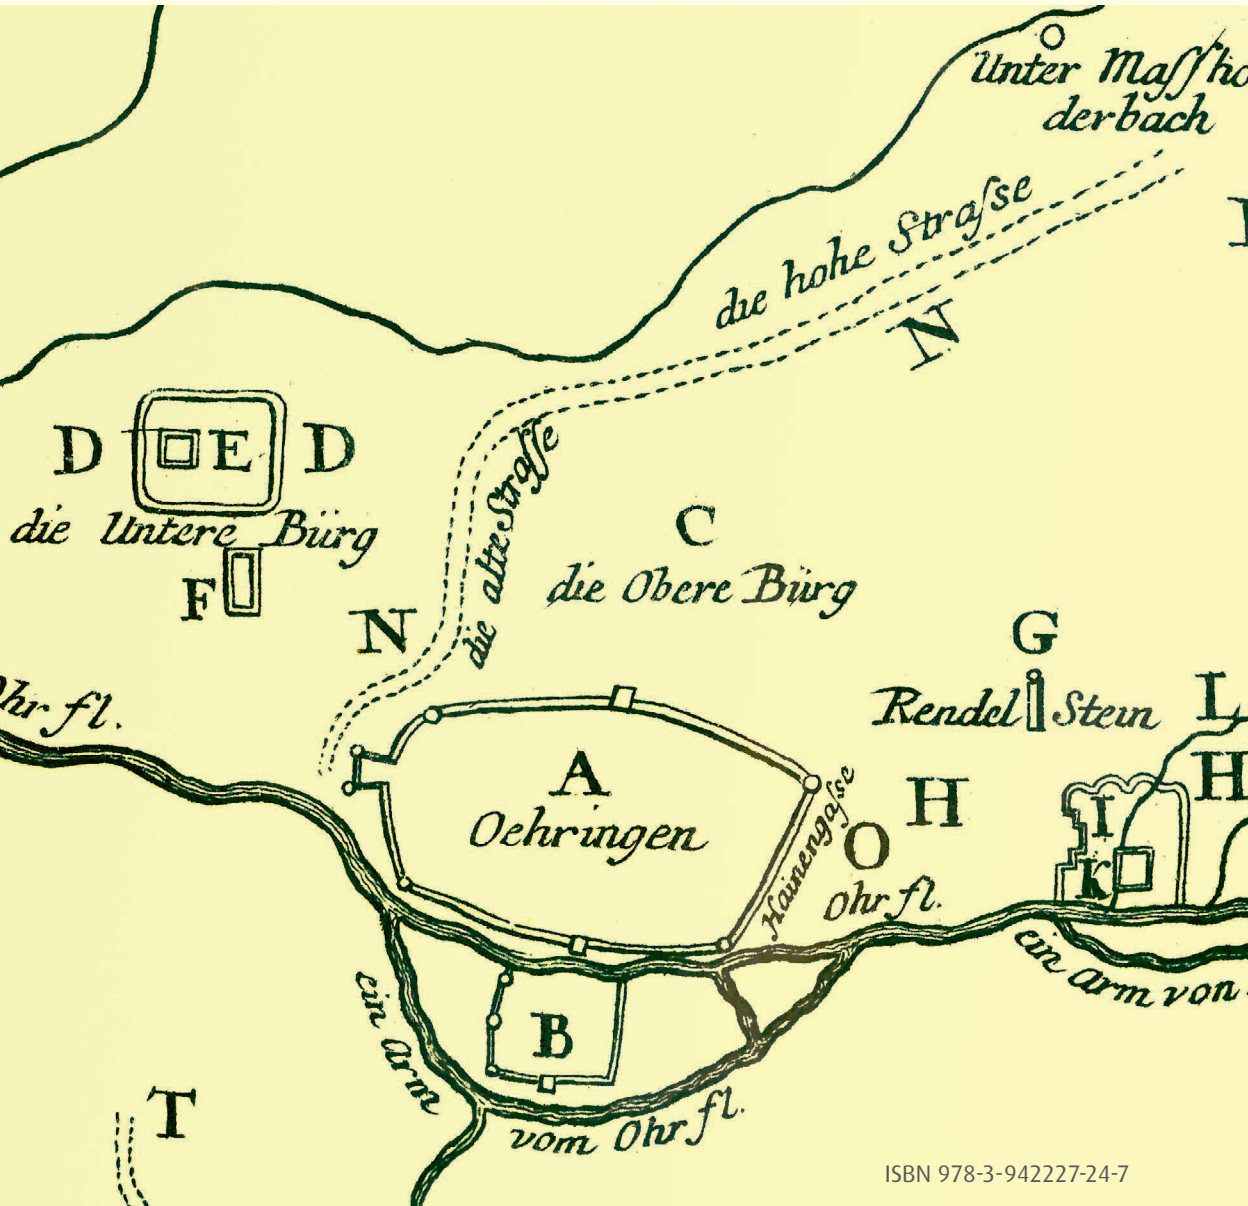 Unter Maſſho
derbach
die hohe Straſse
N
D
E
D
die Untere Bürg
F
N
die alte Straſſe
C
die Obere Bürg
G
Rendel Stein
L
Ohr fl.
A
Oehringen
Hainengaſse
O
H
H
I
K
Ohr fl.
ein Arm von
B
ein Arm
vom Ohr fl.
T
ISBN 978-3-942227-24-7